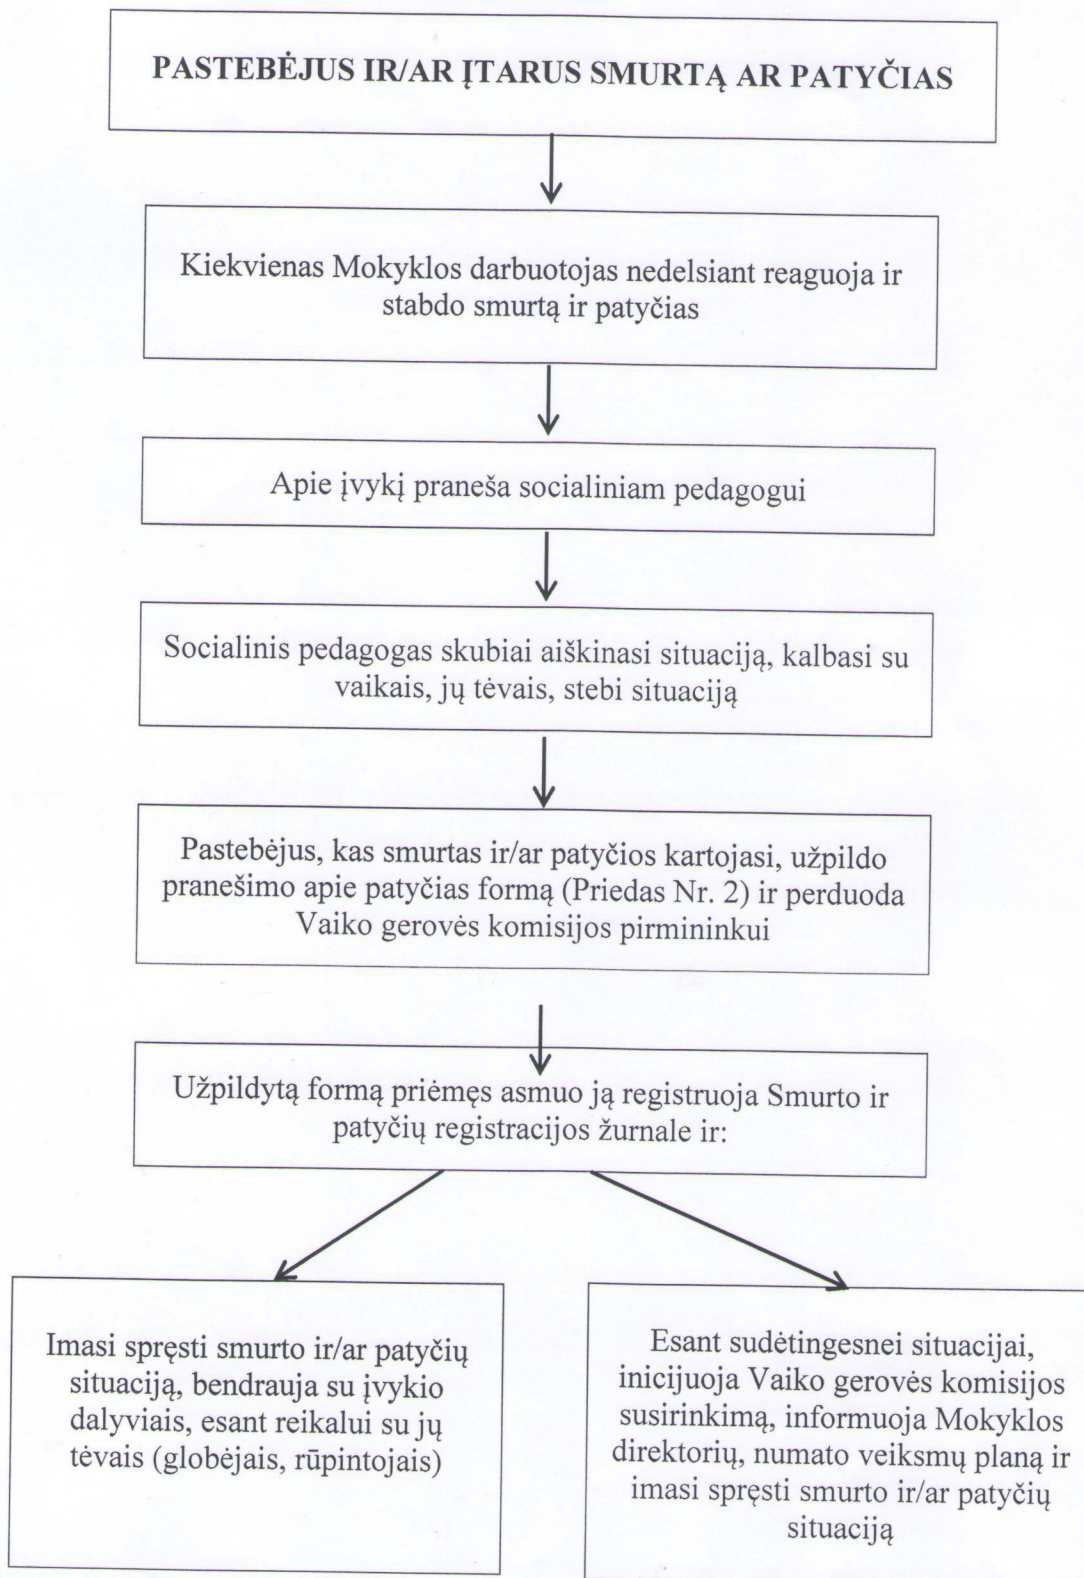 PASTEBĖJUS IR/AR ĮTARUS SMURTĄ AR PATYČIAS
Kiekvienas Mokyklos darbuotojas nedelsiant reaguoja ir
stabdo smurtą ir patyčias
Apie įvykį praneša socialiniam pedagogui
Socialinis pedagogas skubiai aiškinasi situaciją, kalbasi su
vaikais, jų tėvais, stebi situaciją
Pastebėjus, kas smurtas ir/ar patyčios kartojasi, užpildo
pranešimo apie patyčias formą (Priedas Nr. 2) ir perduoda
Vaiko gerovės komisijos pirmininkui
Užpildytą formą priėmęs asmuo ją registruoja Smurto ir
patyčių registracijos žurnale ir:
Imasi spręsti smurto ir/ar patyčių
situaciją, bendrauja su įvykio
dalyviais, esant reikalui su jų
tėvais (globėjais, rūpintojais)
Esant sudėtingesnei situacijai,
inicijuoja Vaiko gerovės komisijos
susirinkimą, informuoja Mokyklos
direktorių, numato veiksmų planą ir
imasi spręsti smurto ir/ar patyčių
situaciją